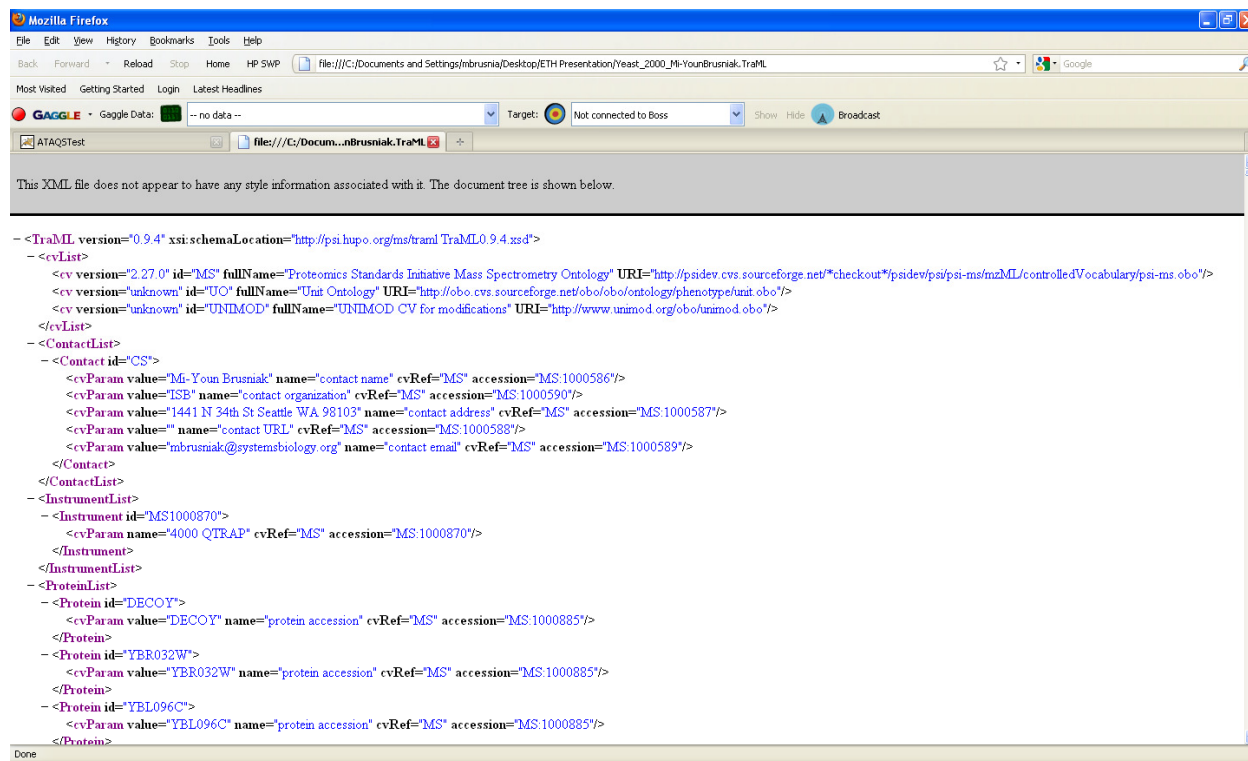 Mozilla Firefox
File Edit View History Bookmarks Tools Help
Back Forward Reload Stop Home HP SWP file:///C:/Documents and Settings/mbrusnia/Desktop/ETH Presentation/Yeast_2000_Mi-YounBrusniak.TraML Google
Most Visited Getting Started Login Latest Headlines
GAGGLE Gaggle Data: -- no data -- Target: Not connected to Boss Show Hide Broadcast
ATAQSTest file:///C:/Docum...nBrusniak.TraML
This XML file does not appear to have any style information associated with it. The document tree is shown below.
− <TraML version="0.9.4" xsi:schemaLocation="http://psi.hupo.org/ms/traml TraML0.9.4.xsd">
− <cvList>
<cv version="2.27.0" id="MS" fullName="Proteomics Standards Initiative Mass Spectrometry Ontology" URI="http://psidev.cvs.sourceforge.net/*checkout*/psidev/psi/psi-ms/mzML/controlledVocabulary/psi-ms.obo"/>
<cv version="unknown" id="UO" fullName="Unit Ontology" URI="http://obo.cvs.sourceforge.net/obo/obo/ontology/phenotype/unit.obo"/>
<cv version="unknown" id="UNIMOD" fullName="UNIMOD CV for modifications" URI="http://www.unimod.org/obo/unimod.obo"/>
</cvList>
− <ContactList>
− <Contact id="CS">
<cvParam value="Mi-Youn Brusniak" name="contact name" cvRef="MS" accession="MS:1000586"/>
<cvParam value="ISB" name="contact organization" cvRef="MS" accession="MS:1000590"/>
<cvParam value="1441 N 34th St Seattle WA 98103" name="contact address" cvRef="MS" accession="MS:1000587"/>
<cvParam value="" name="contact URL" cvRef="MS" accession="MS:1000588"/>
<cvParam value="mbrusniak@systemsbiology.org" name="contact email" cvRef="MS" accession="MS:1000589"/>
</Contact>
</ContactList>
− <InstrumentList>
− <Instrument id="MS1000870">
<cvParam name="4000 QTRAP" cvRef="MS" accession="MS:1000870"/>
</Instrument>
</InstrumentList>
− <ProteinList>
− <Protein id="DECOY">
<cvParam value="DECOY" name="protein accession" cvRef="MS" accession="MS:1000885"/>
</Protein>
− <Protein id="YBR032W">
<cvParam value="YBR032W" name="protein accession" cvRef="MS" accession="MS:1000885"/>
</Protein>
− <Protein id="YBL096C">
<cvParam value="YBL096C" name="protein accession" cvRef="MS" accession="MS:1000885"/>
</Protein>
Done